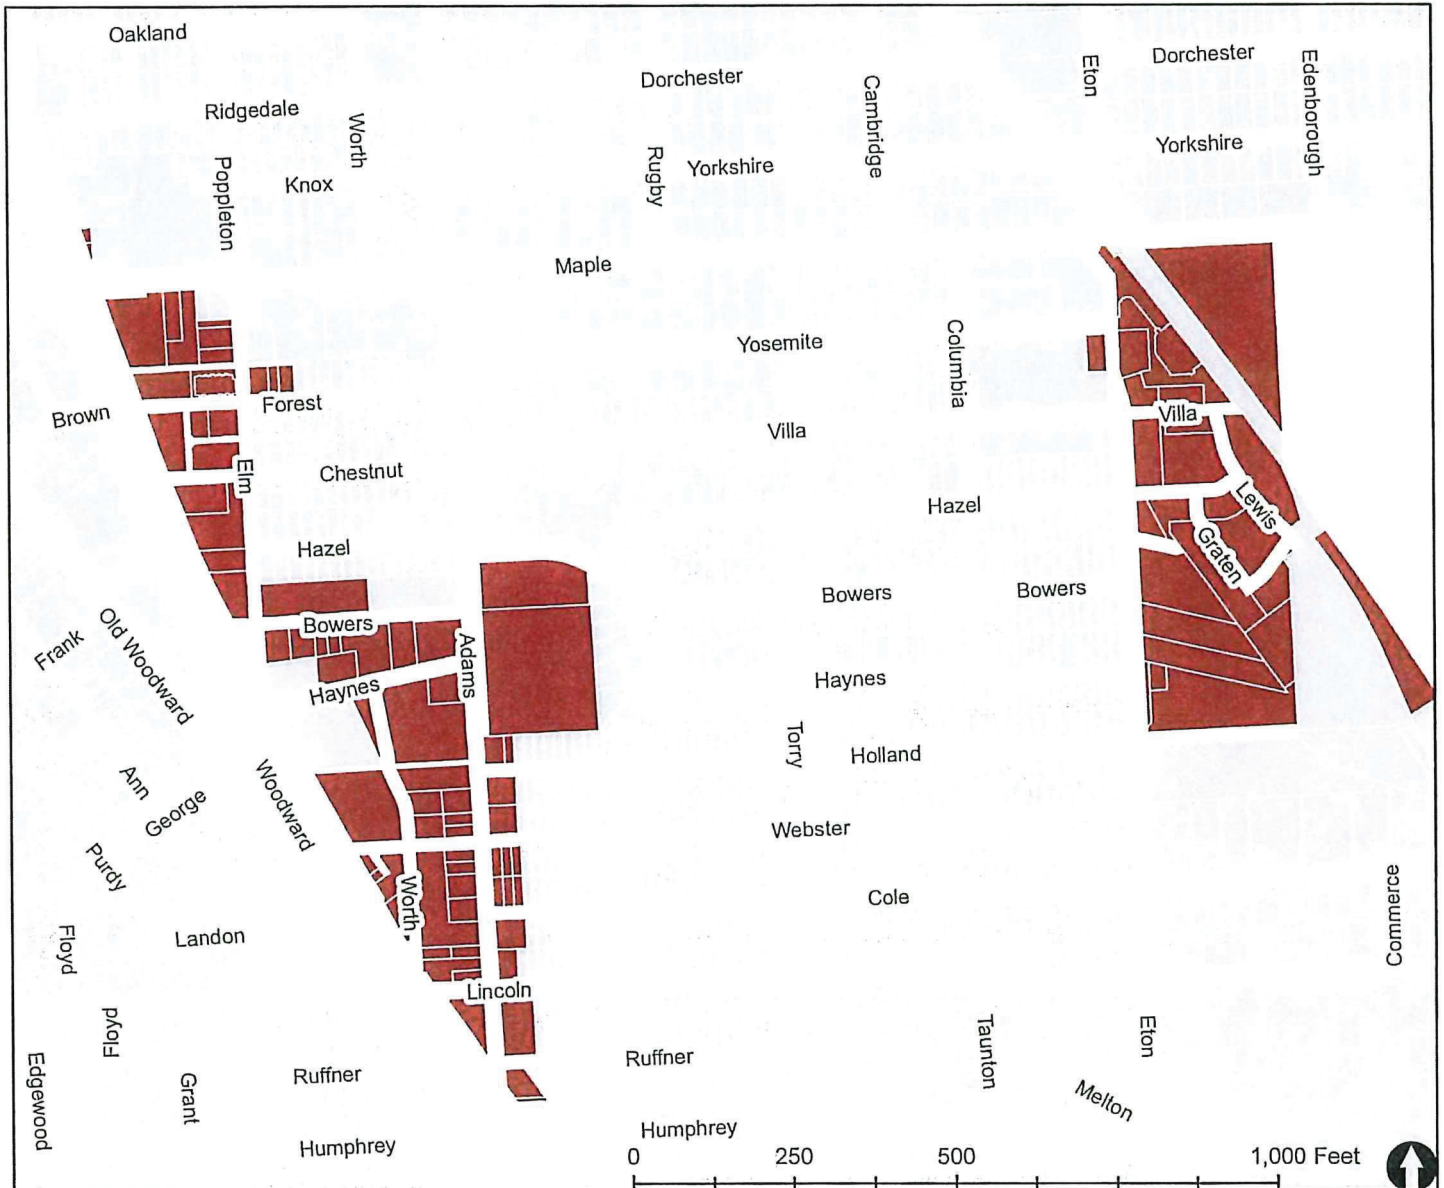 Oakland
Dorchester
Eton
Dorchester
Edenborough
Ridgedale
Worth
Cambridge
Poppleton
Knox
Rugby
Yorkshire
Yorkshire
Maple
Yosemite
Columbia
Brown
Forest
Villa
Villa
Elm
Chestnut
Hazel
Lewis
Hazel
Graten
Frank
Old Woodward
Bowers
Adams
Bowers
Bowers
Haynes
Haynes
Torry
Holland
Ann
George
Woodward
Webster
Purdy
Worth
Cole
Commerce
Floyd
Landon
Lincoln
Floyd
Taunton
Eton
Edgewood
Grant
Ruffner
Ruffner
Melton
Humphrey
Humphrey
0 250 500 1,000 Feet